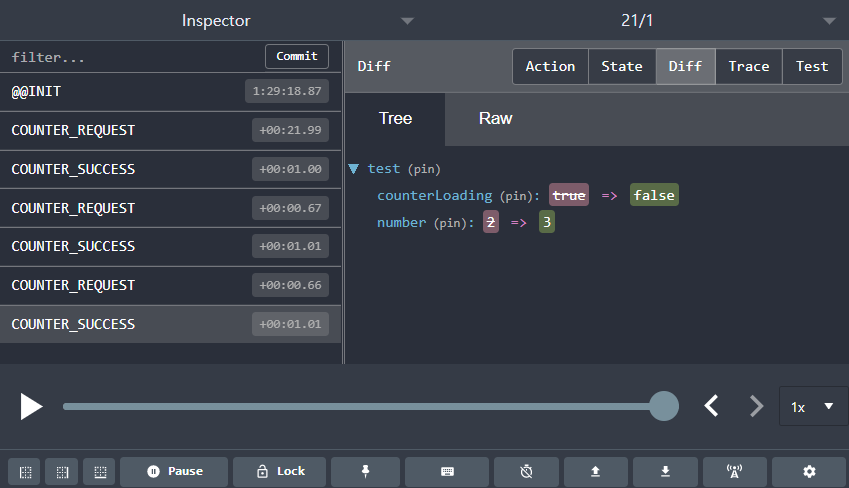 Inspector 21/1
filter... Commit
Diff Action State Diff Trace Test
@@INIT 1:29:18.87
COUNTER_REQUEST +00:21.99
COUNTER_SUCCESS +00:01.00
COUNTER_REQUEST +00:00.67
COUNTER_SUCCESS +00:01.01
COUNTER_REQUEST +00:00.66
COUNTER_SUCCESS +00:01.01
Tree Raw
test (pin)
counterLoading (pin): true => false
number (pin): 2 => 3
1x
Pause Lock